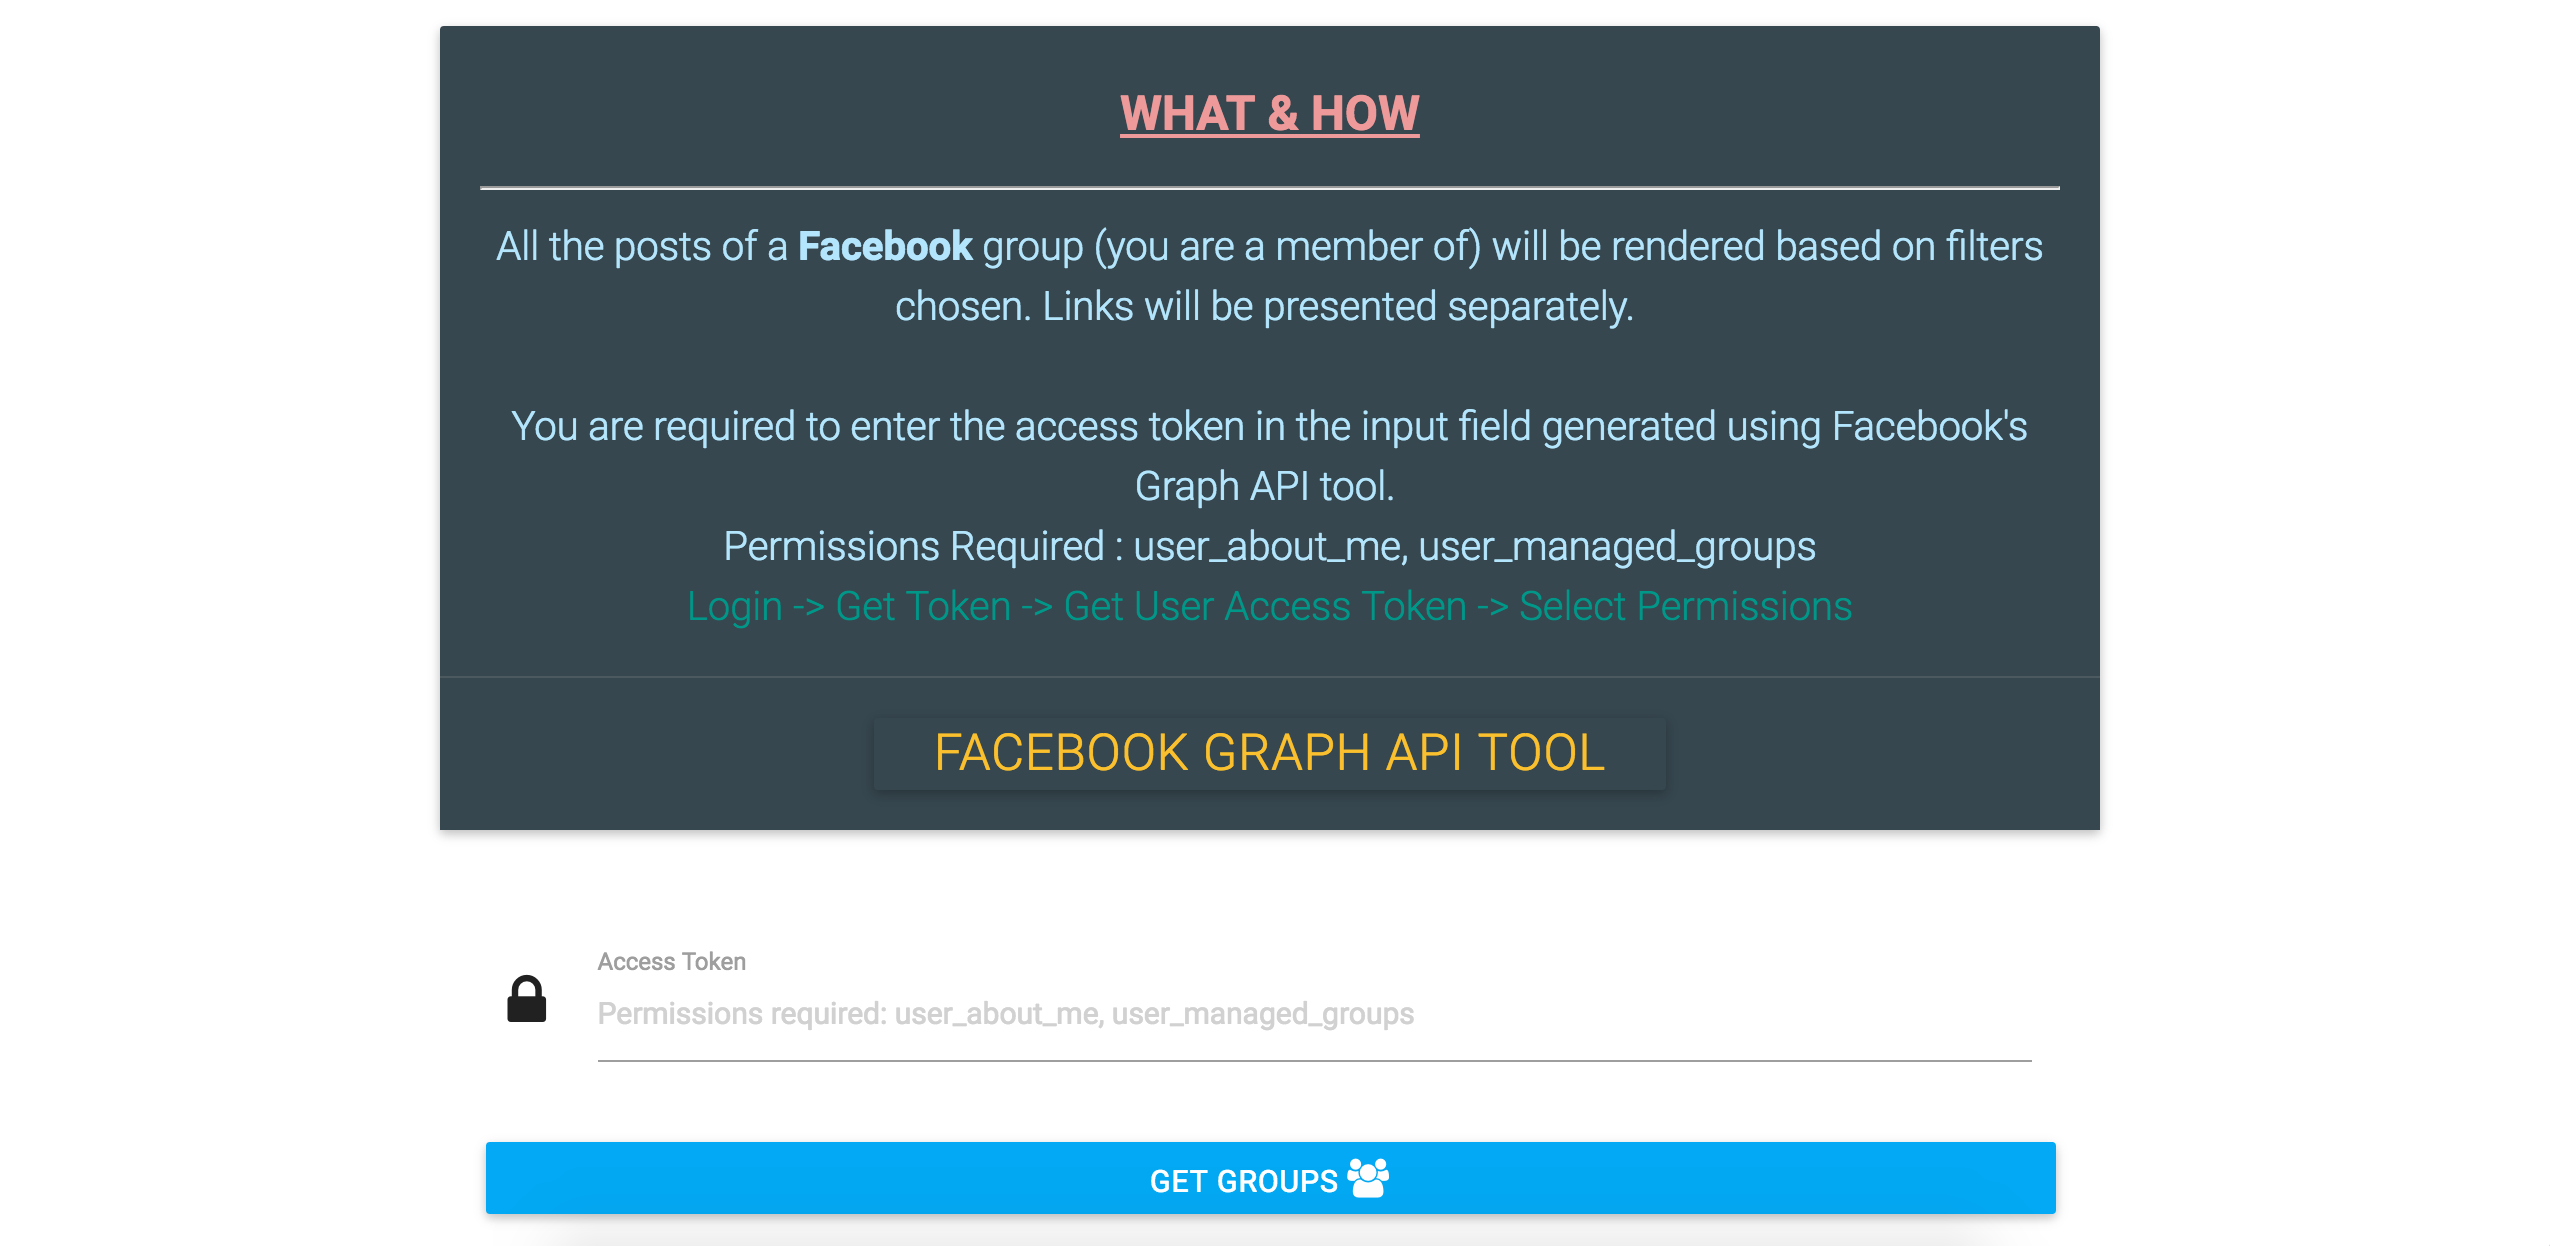 WHAT & HOW
All the posts of a Facebook group (you are a member of) will be rendered based on filters
chosen. Links will be presented separately.
You are required to enter the access token in the input field generated using Facebook's
Graph API tool.
Permissions Required : user_about_me, user_managed_groups
Login -> Get Token -> Get User Access Token -> Select Permissions
FACEBOOK GRAPH API TOOL
Access Token
Permissions required: user_about_me, user_managed_groups
GET GROUPS